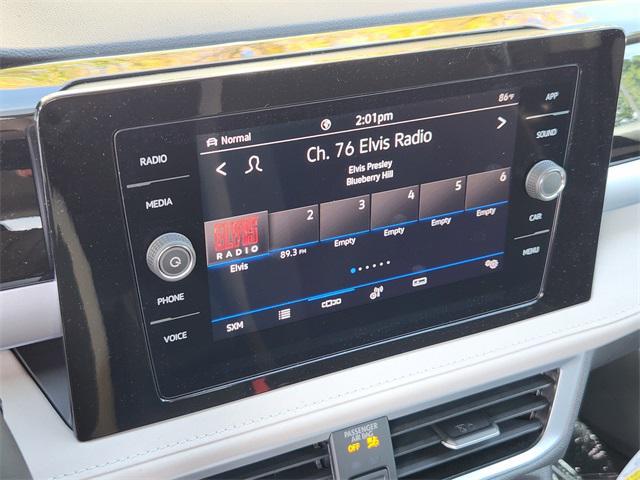 RADIO
MEDIA
PHONE
VOICE
APP
SOUND
CAR
MENU
Normal
2:01pm
86°F
Ch. 76 Elvis Radio
Elvis Presley
Blueberry Hill
ELVIS RADIO
2
3
4
5
6
Elvis
89.3 FM
Empty
Empty
Empty
Empty
SXM
PASSENGER
AIR BAG
OFF